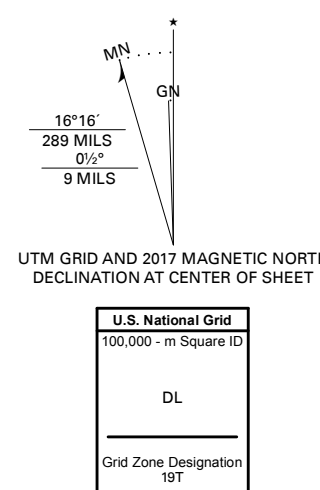 MN
GN
16°16´
289 MILS
0½°
9 MILS
UTM GRID AND 2017 MAGNETIC NORTH
DECLINATION AT CENTER OF SHEET
U.S. National Grid
100,000 - m Square ID
DL
Grid Zone Designation
19T